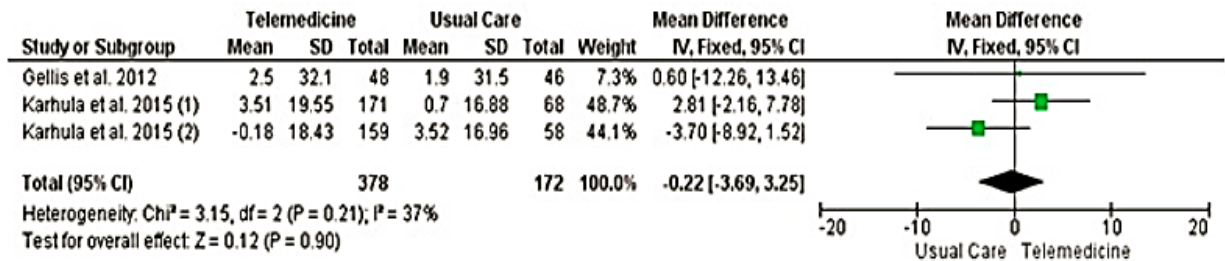 Telemedicine Usual Care Mean Difference Mean Difference
Study or Subgroup Mean SD Total Mean SD Total Weight IV, Fixed, 95% CI IV, Fixed, 95% CI
Gellis et al. 2012 2.5 32.1 48 1.9 31.5 46 7.3% 0.60 [-12.26, 13.46]
Karhula et al. 2015 (1) 3.51 19.55 171 0.7 16.88 68 48.7% 2.81 [-2.16, 7.78]
Karhula et al. 2015 (2) -0.18 18.43 159 3.52 16.96 58 44.1% -3.70 [-8.92, 1.52]
Total (95% CI) 378 172 100.0% -0.22 [-3.69, 3.25]
Heterogeneity: Chi² = 3.15, df = 2 (P = 0.21); I² = 37%
Test for overall effect: Z = 0.12 (P = 0.90)
-20 -10 0 10 20
Usual Care Telemedicine